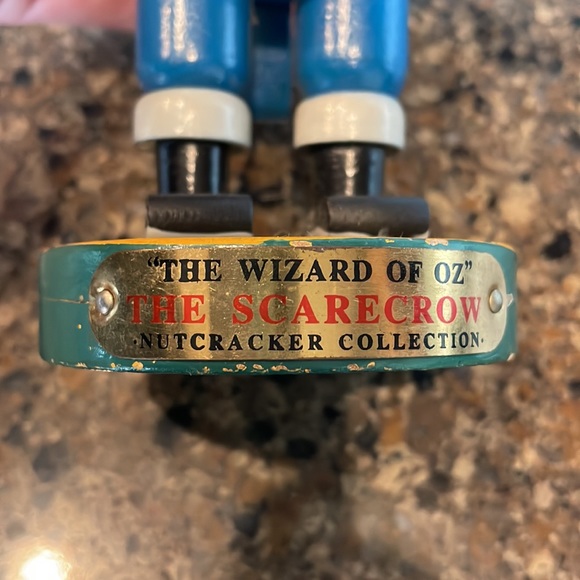 "THE WIZARD OF OZ"
THE SCARECROW
·NUTCRACKER COLLECTION·